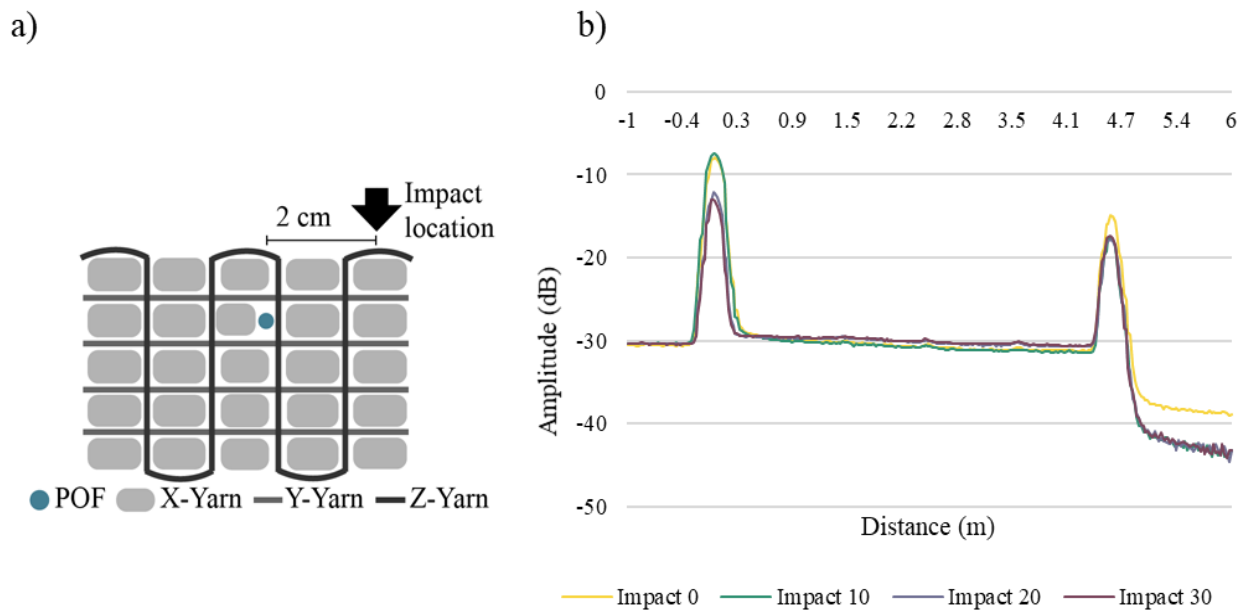 a)
b)
Impact
location
2 cm
POF X-Yarn Y-Yarn Z-Yarn
Amplitude (dB)
0
-10
-20
-30
-40
-50
-1 -0.4 0.3 0.9 1.5 2.2 2.8 3.5 4.1 4.7 5.4 6
Distance (m)
Impact 0 Impact 10 Impact 20 Impact 30